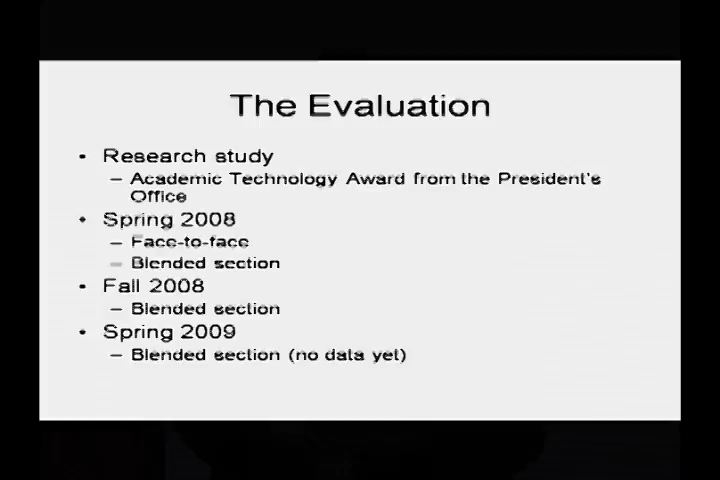 The Evaluation
• Research study
– Academic Technology Award from the President's
Office
• Spring 2008
– Face-to-face
– Blended section
• Fall 2008
– Blended section
• Spring 2009
– Blended section (no data yet)